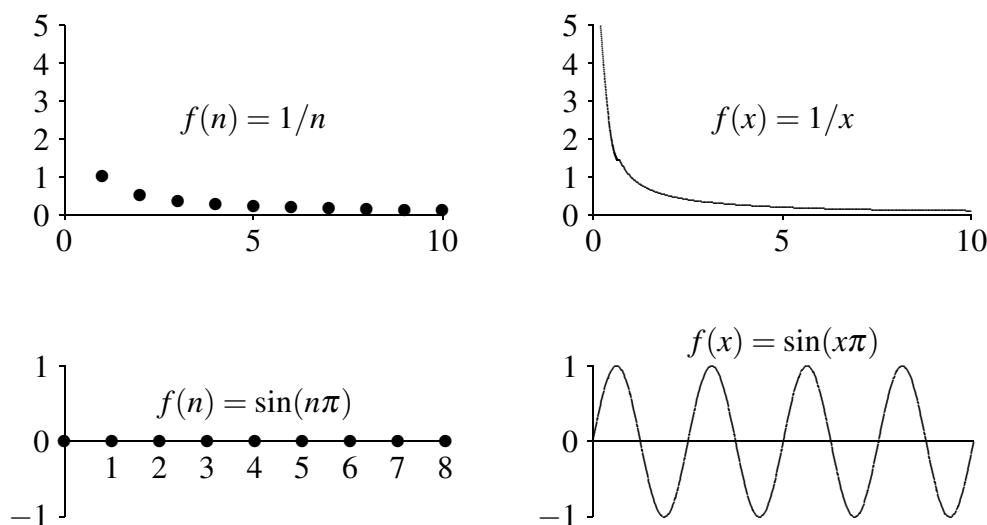 5
4
3
2
1
0
0 5 10
f(n) = 1/n
5
4
3
2
1
0
0 5 10
f(x) = 1/x
1
0
−1
f(n) = sin(nπ)
1 2 3 4 5 6 7 8
f(x) = sin(xπ)
1
0
−1